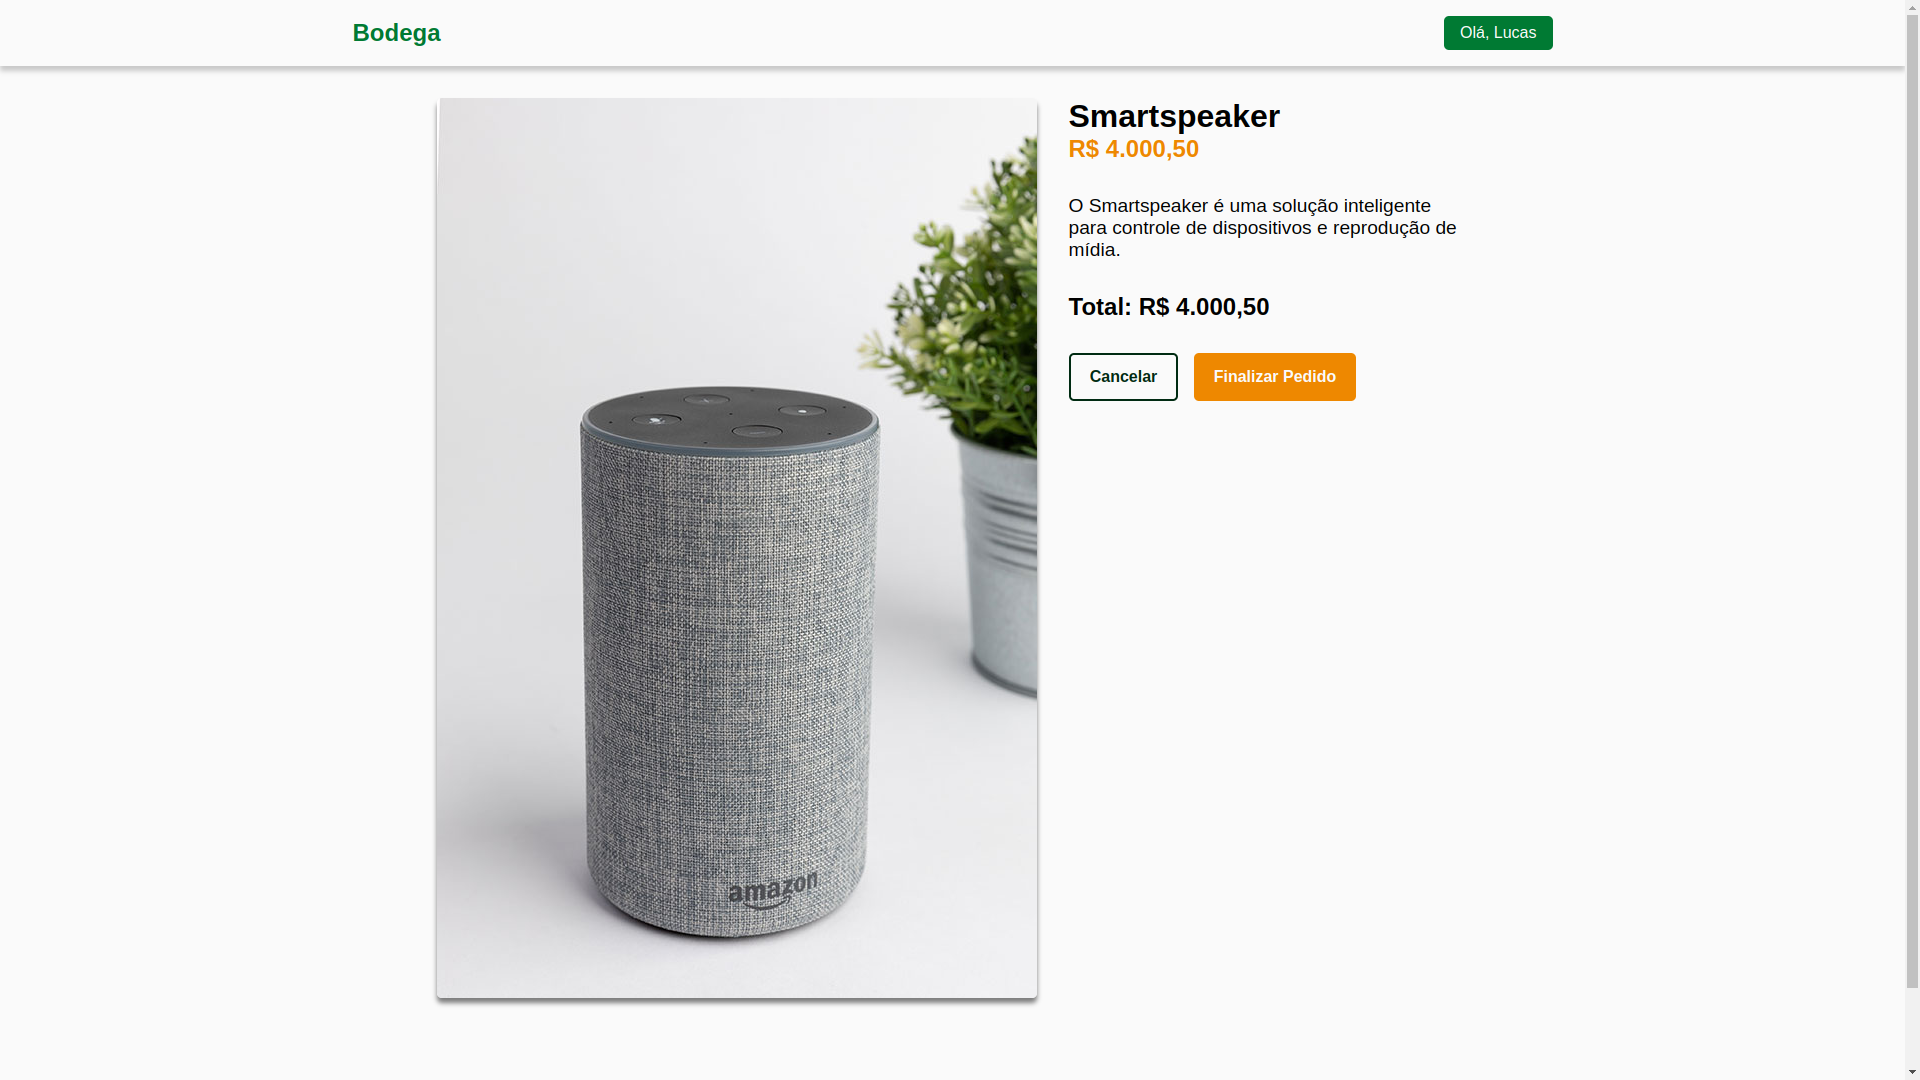 Bodega
Olá, Lucas
Smartspeaker
R$ 4.000,50
O Smartspeaker é uma solução inteligente
para controle de dispositivos e reprodução de
mídia.
Total: R$ 4.000,50
Cancelar
Finalizar Pedido
amazon